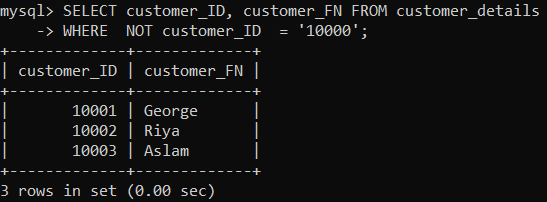 mysql> SELECT customer_ID, customer_FN FROM customer_details
    -> WHERE  NOT customer_ID  = '10000';
+-------------+-------------+
| customer_ID | customer_FN |
+-------------+-------------+
|       10001 | George      |
|       10002 | Riya        |
|       10003 | Aslam       |
+-------------+-------------+
3 rows in set (0.00 sec)